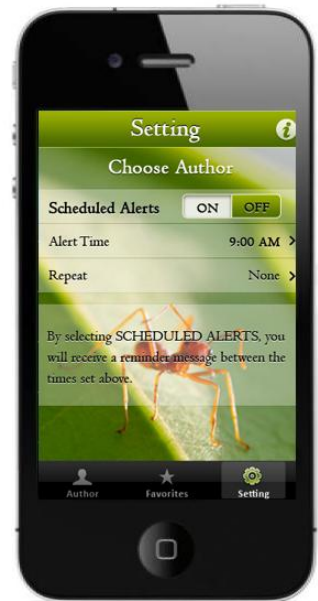 Setting
i
Choose Author
Scheduled Alerts ON OFF
Alert Time 9:00 AM
Repeat None
By selecting SCHEDULED ALERTS, you
will receive a reminder message between the
times set above.
Author Favorites Setting